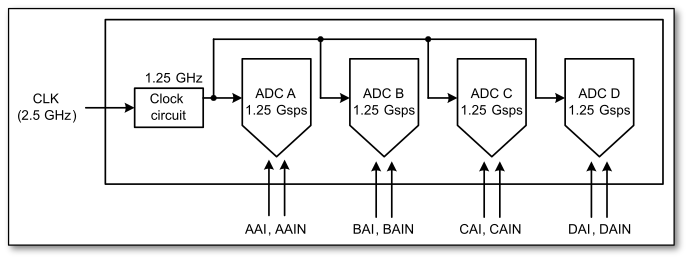 1.25 GHz
CLK
(2.5 GHz)
Clock
circuit
ADC A
1.25 Gsps
ADC B
1.25 Gsps
ADC C
1.25 Gsps
ADC D
1.25 Gsps
AAI, AAIN
BAI, BAIN
CAI, CAIN
DAI, DAIN